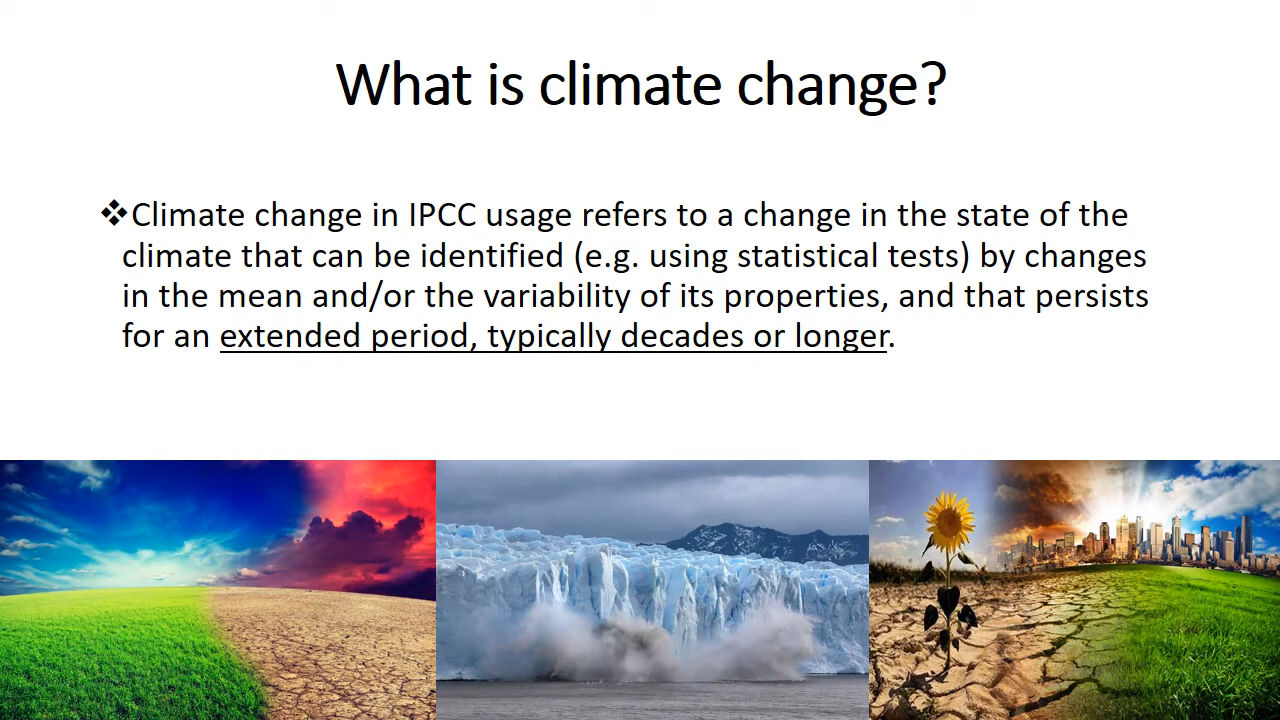 What is climate change?
❖Climate change in IPCC usage refers to a change in the state of the
climate that can be identified (e.g. using statistical tests) by changes
in the mean and/or the variability of its properties, and that persists
for an extended period, typically decades or longer.